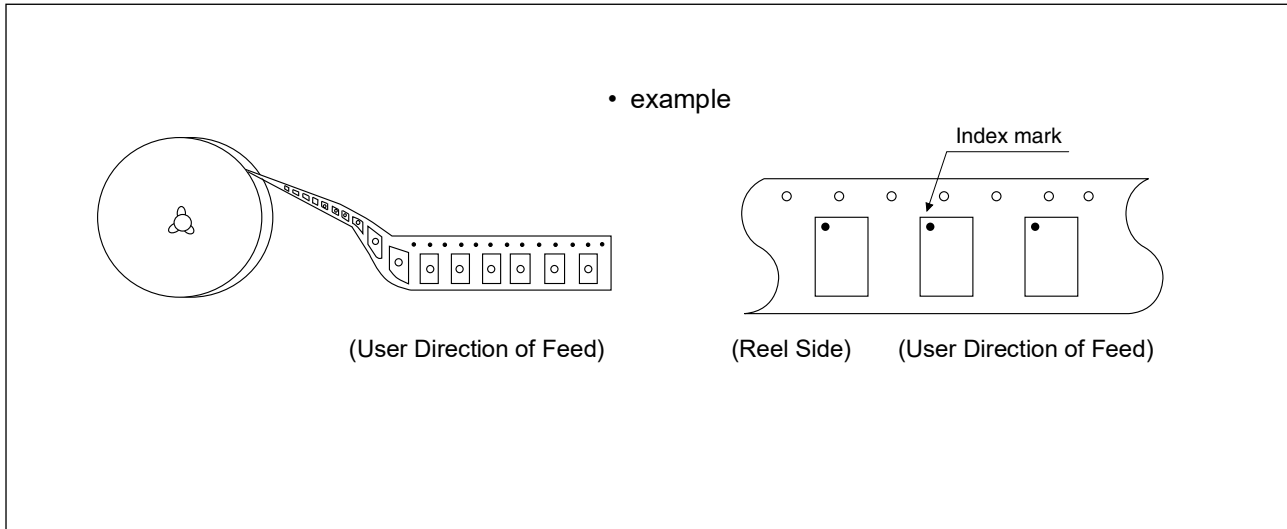 • example
Index mark
(User Direction of Feed)
(Reel Side)
(User Direction of Feed)